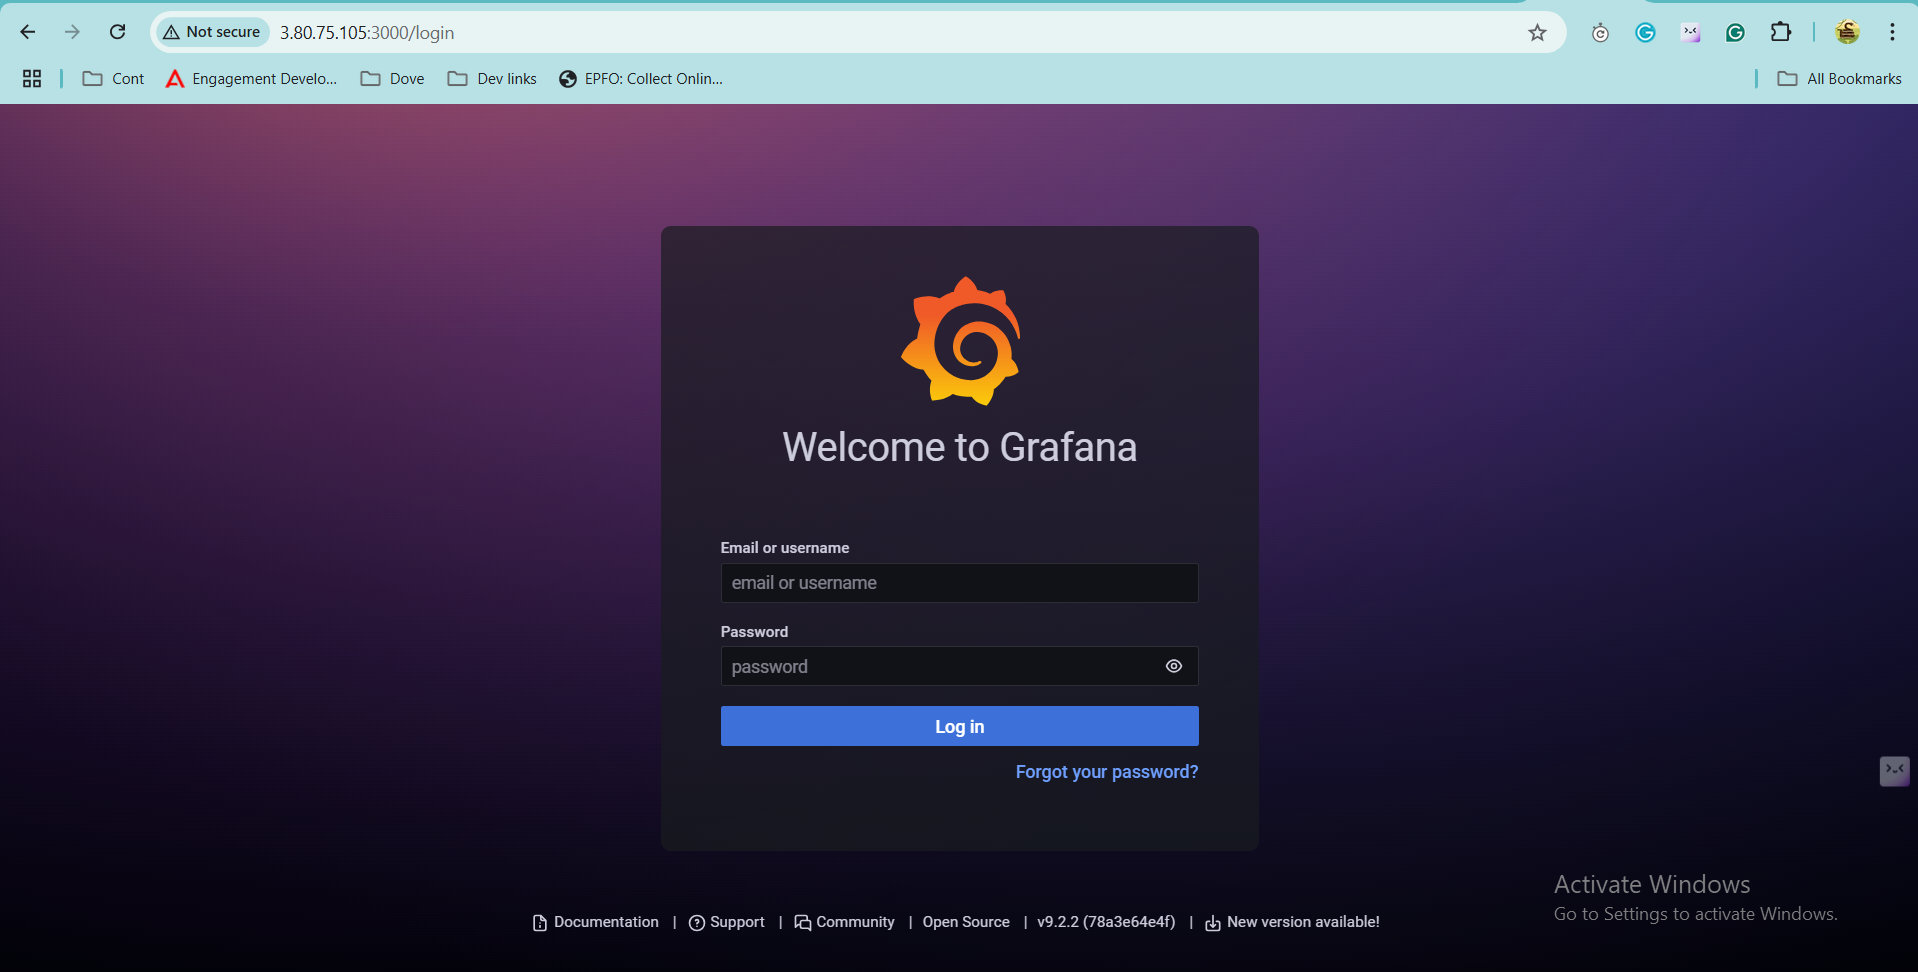 Not secure 3.80.75.105:3000/login
Cont Engagement Develo... Dove Dev links EPFO: Collect Onlin... All Bookmarks
Welcome to Grafana
Email or username
email or username
Password
password
Log in
Forgot your password?
Activate Windows
Go to Settings to activate Windows.
Documentation | Support | Community | Open Source | v9.2.2 (78a3e64e4f) | New version available!